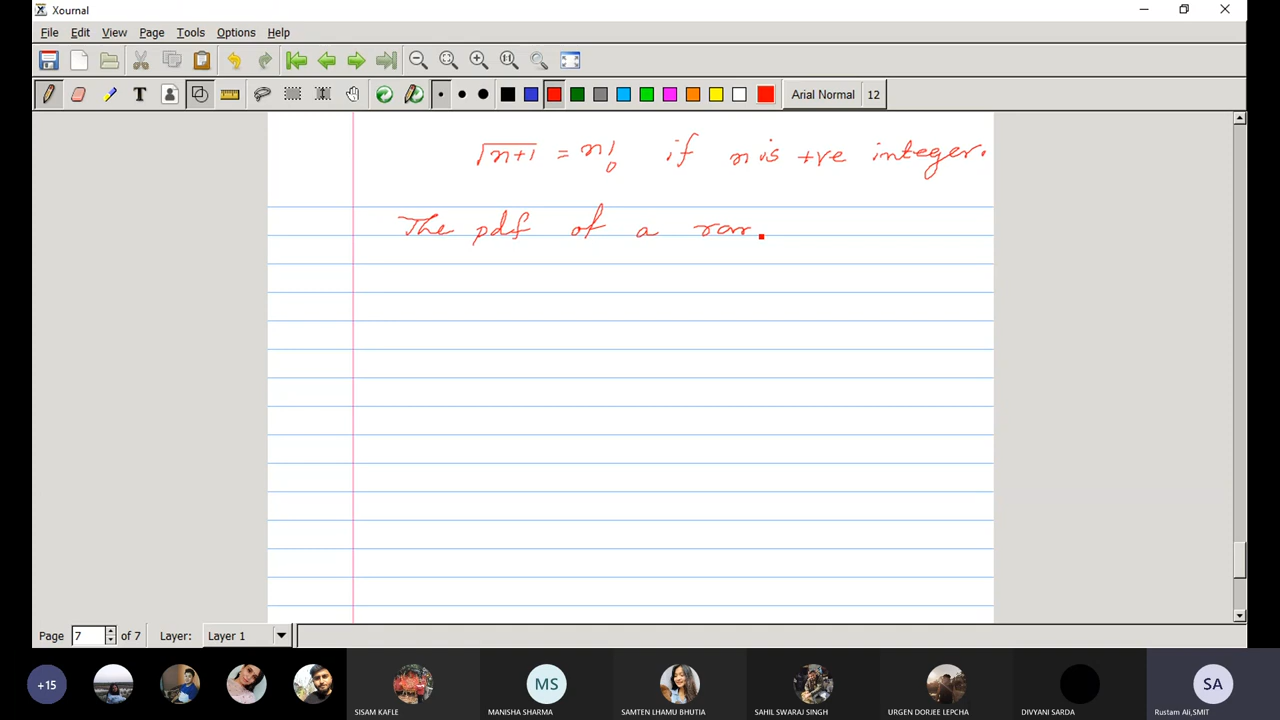 Xournal
File Edit View Page Tools Options Help
T Arial Normal 12
√n+1 = n! if n is +ve integer.
The pdf of a ran
Page 7 of 7 Layer: Layer 1
+15 MS SA
SISAM KAFLE MANISHA SHARMA SAMTEN LHAMU BHUTIA SAHIL SWARAJ SINGH URGEN DORJEE LEPCHA DIVYANI SARDA Rustam Ali,SMIT